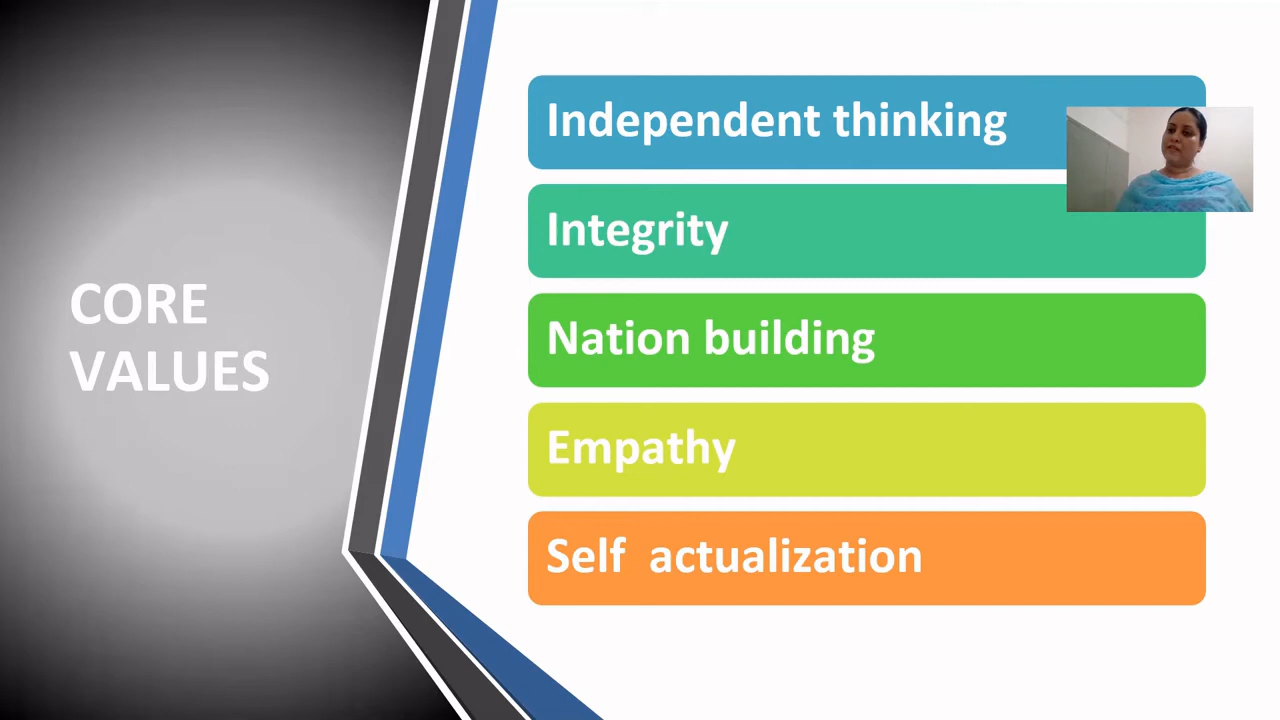 CORE
VALUES
Independent thinking
Integrity
Nation building
Empathy
Self  actualization